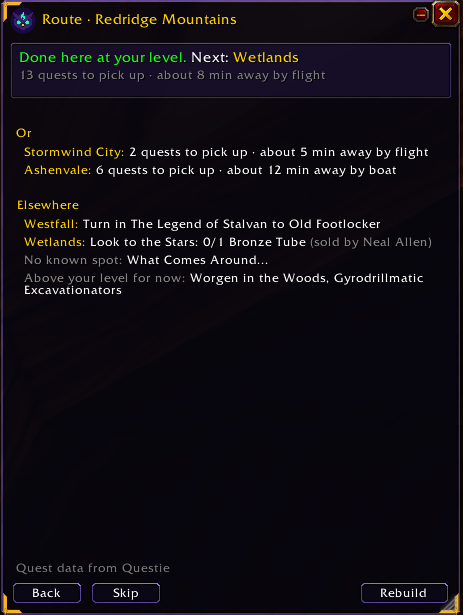 Route · Redridge Mountains
Done here at your level. Next: Wetlands
13 quests to pick up · about 8 min away by flight
Or
Stormwind City: 2 quests to pick up · about 5 min away by flight
Ashenvale: 6 quests to pick up · about 12 min away by boat
Elsewhere
Westfall: Turn in The Legend of Stalvan to Old Footlocker
Wetlands: Look to the Stars: 0/1 Bronze Tube (sold by Neal Allen)
No known spot: What Comes Around...
Above your level for now: Worgen in the Woods, Gyrodrillmatic
Excavationators
Quest data from Questie
Back Skip Rebuild